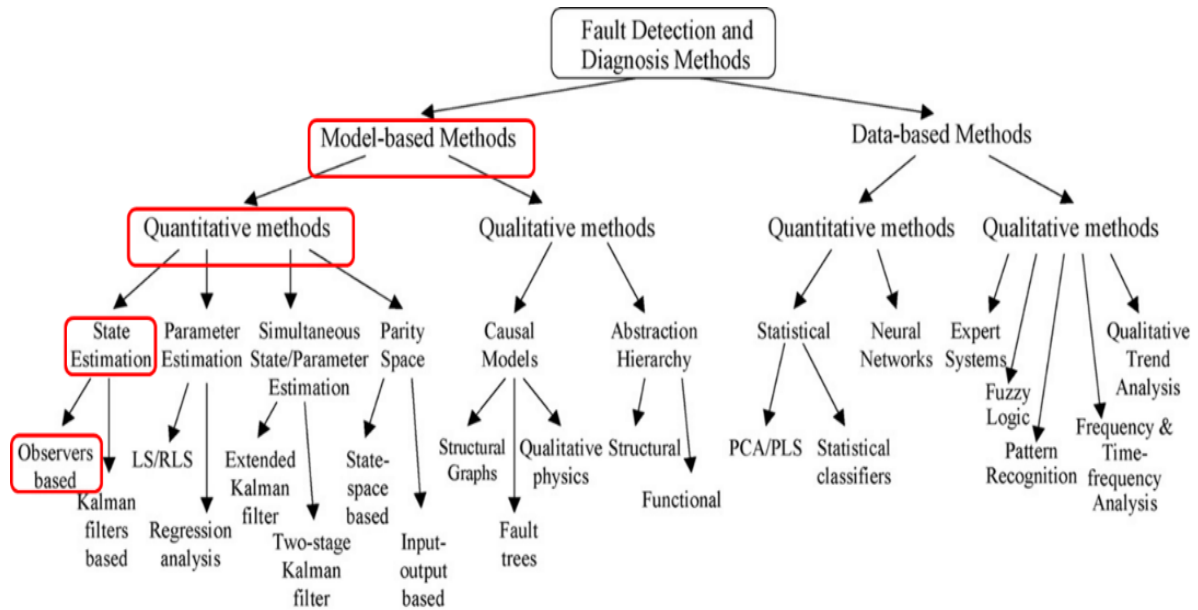 Fault Detection and
Diagnosis Methods
Model-based Methods
Data-based Methods
Quantitative methods
Qualitative methods
Quantitative methods
Qualitative methods
State
Estimation
Parameter
Estimation
Simultaneous
State/Parameter
Estimation
Parity
Space
Causal
Models
Abstraction
Hierarchy
Statistical
Neural
Networks
Expert
Systems
Fuzzy
Logic
Pattern
Recognition
Frequency &
Time-
frequency
Analysis
Qualitative
Trend
Analysis
Observers
based
Kalman
filters
based
LS/RLS
Regression
analysis
Extended
Kalman
filter
Two-stage
Kalman
filter
State-
space
based
Input-
output
based
Structural
Graphs
Fault
trees
Qualitative
physics
Structural
Functional
PCA/PLS
Statistical
classifiers